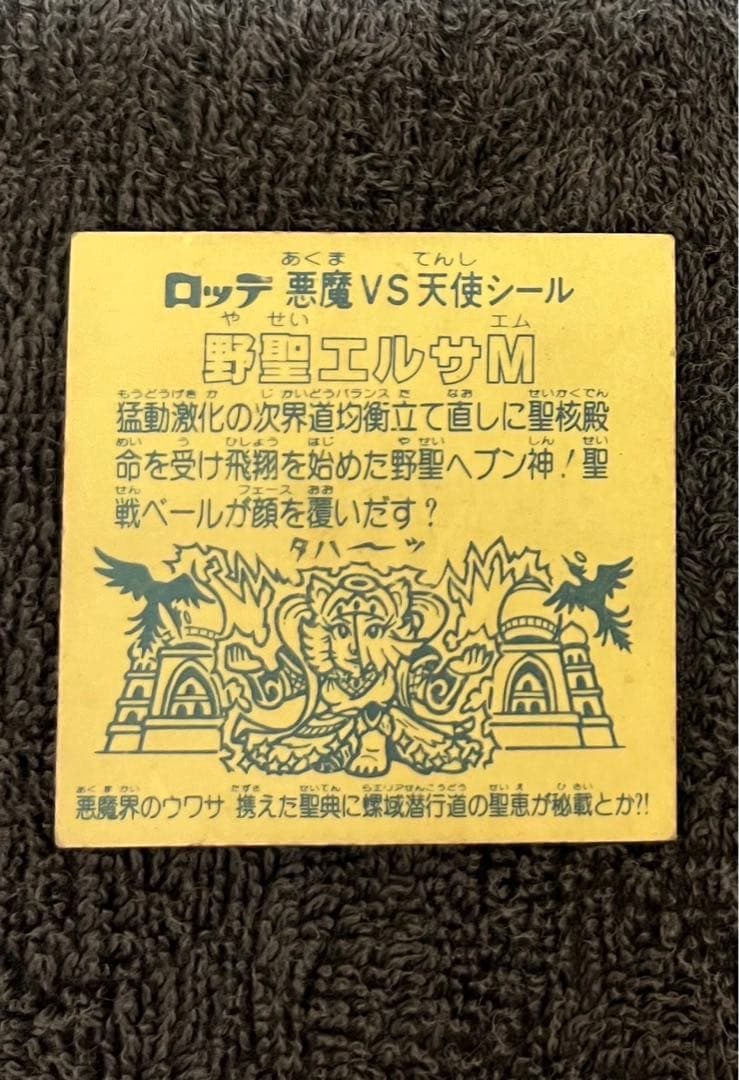 あくま てんし
ロッテ 悪魔VS天使シール
や せい エム
野聖エルサM
もうどうげき か じ かいどうバランス た なお せいかくでん
猛動激化の次界道均衡立て直しに聖核殿
めい う ひしょう はじ や せい しん せい
命を受け飛翔を始めた野聖ヘブン神!聖
せん フェース おお
戦ベールが顔を覆いだす?
タハーッ
あく ま かい たずさ せいてん らエリアせんこうどう せい え ひ さい
悪魔界のウワサ 携えた聖典に螺域潜行道の聖恵が秘載とか?!